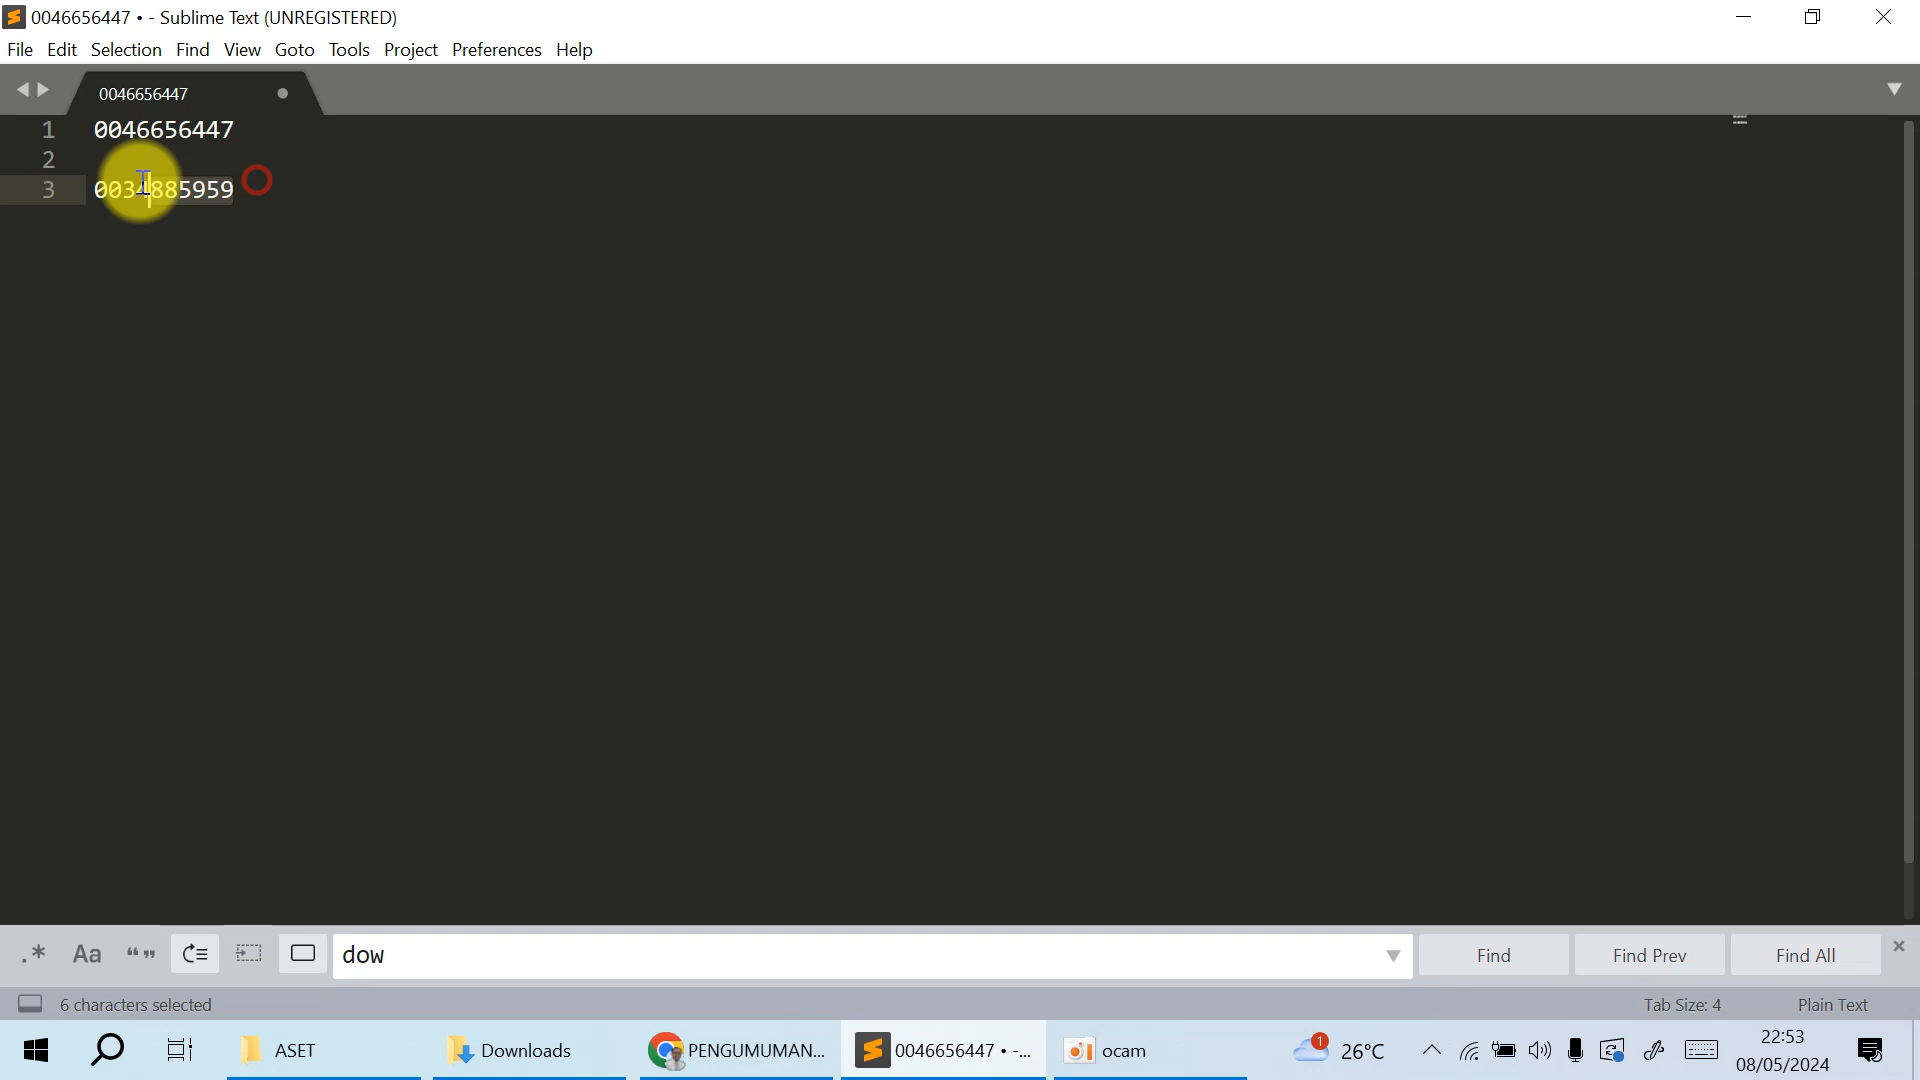 0046656447 • - Sublime Text (UNREGISTERED)
File Edit Selection Find View Goto Tools Project Preferences Help
0046656447
1 0046656447
2
3 0034885959
.* Aa “” dow Find Find Prev Find All
6 characters selected Tab Size: 4 Plain Text
ASET Downloads PENGUMUMAN... 0046656447 • -... ocam 1 26°C 22:53
08/05/2024